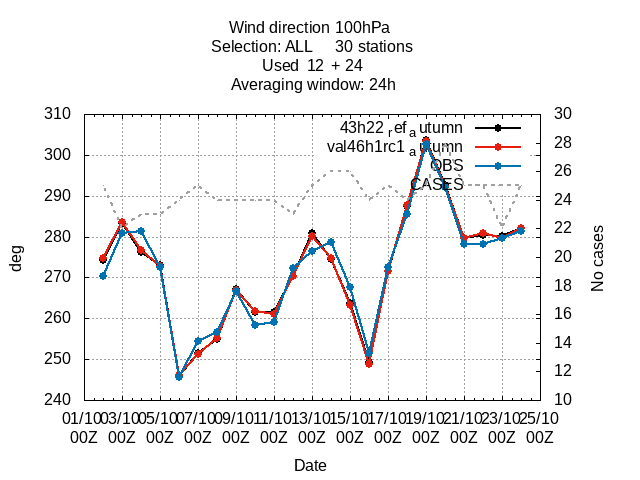 Wind direction 100hPa
Selection: ALL 30 stations
Used 12 + 24
Averaging window: 24h
310
300
290
280
270
260
250
240
deg
30
28
26
24
22
20
18
16
14
12
10
No cases
43h22_ref_autumn
val46h1rc1_autumn
OBS
CASES
01/10 03/10 05/10 07/10 09/10 11/10 13/10 15/10 17/10 19/10 21/10 23/10 25/10
00Z 00Z 00Z 00Z 00Z 00Z 00Z 00Z 00Z 00Z 00Z 00Z 00Z
Date